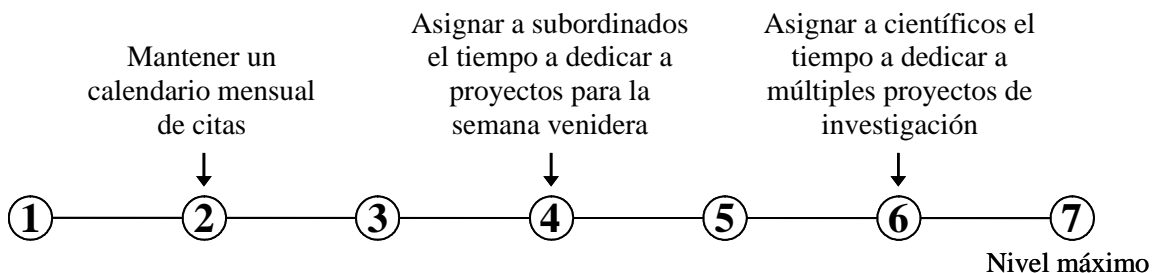 Mantener un
calendario mensual
de citas
Asignar a subordinados
el tiempo a dedicar a
proyectos para la
semana venidera
Asignar a científicos el
tiempo a dedicar a
múltiples proyectos de
investigación
1 2 3 4 5 6 7
Nivel máximo